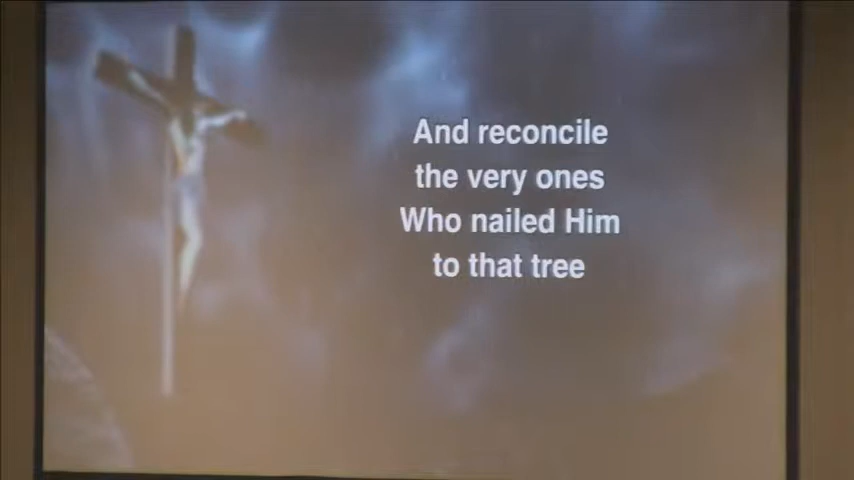 And reconcile
the very ones
Who nailed Him
to that tree